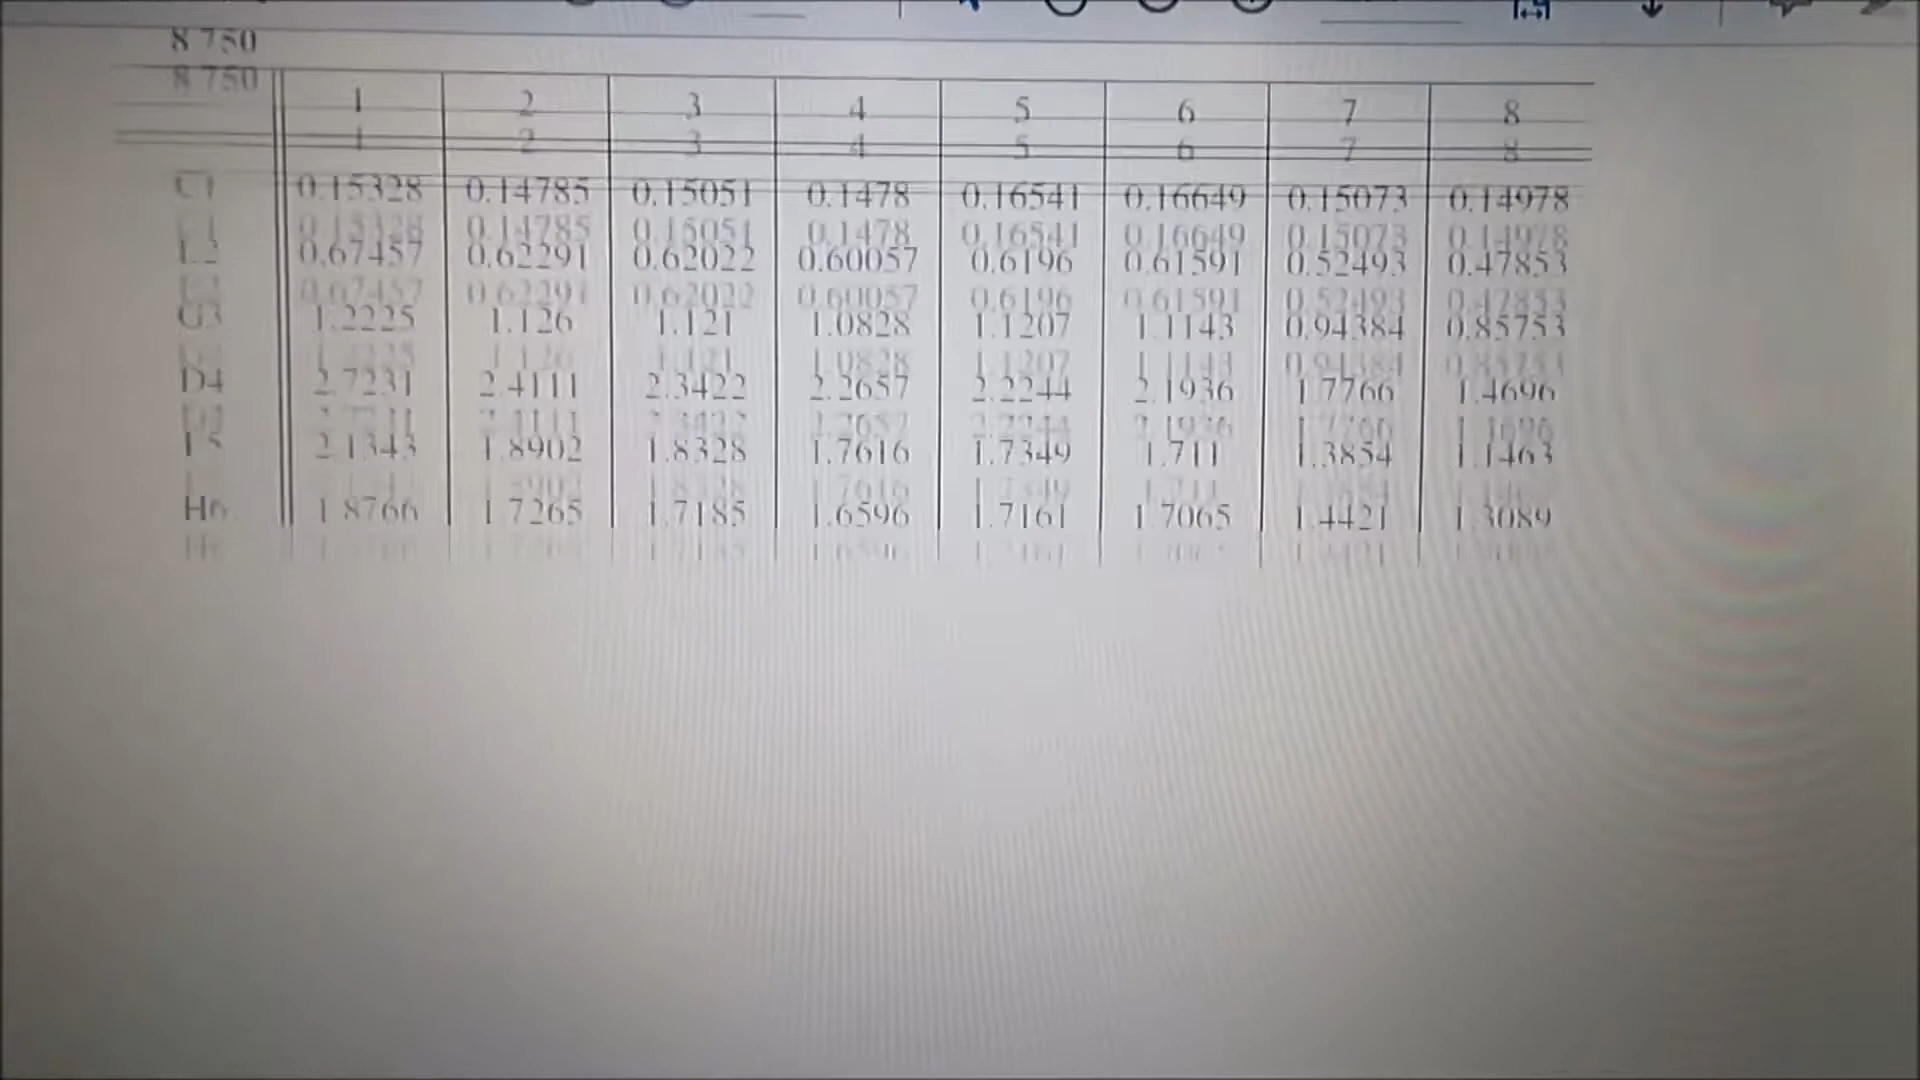 8 750
1 2 3 4 5 6 7 8
C1 0.15328 0.14785 0.15051 0.1478 0.16541 0.16649 0.15073 0.14978
0.67457 0.62291 0.62022 0.60057 0.6196 0.61591 0.52493 0.47853
G3 1.2225 1.126 1.121 1.0828 1.1207 1.1143 0.94384 0.85753
D4 2.7231 2.4111 2.3422 2.2657 2.2244 2.1936 1.7766 1.4696
2.1343 1.8902 1.8328 1.7616 1.7349 1.711 1.3854 1.1463
H6 1.8766 1.7265 1.7185 1.6596 1.7161 1.7065 1.4421 1.3089